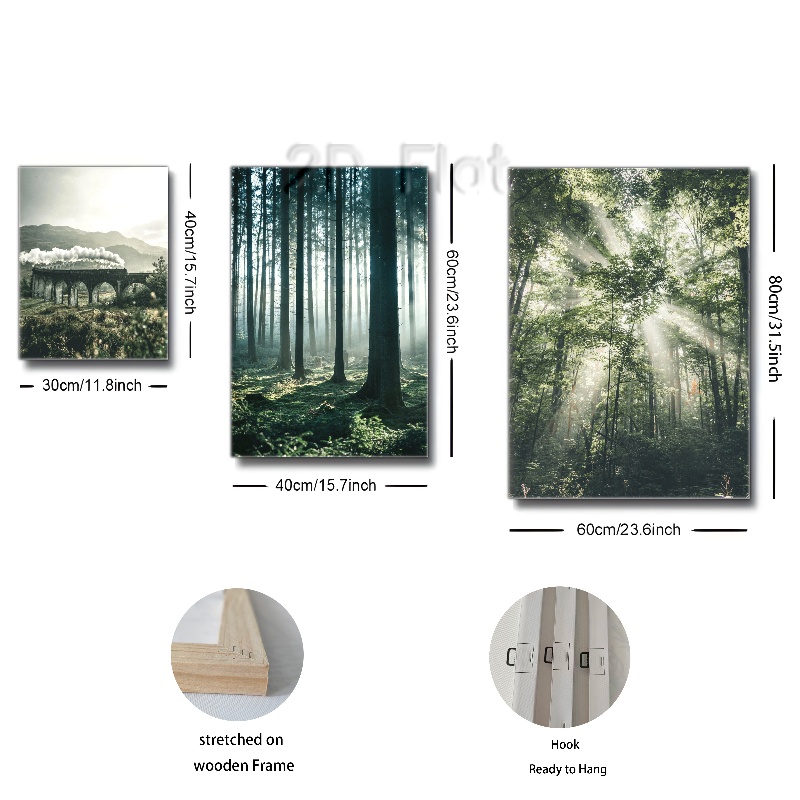 2D Flat
40cm/15.7inch
30cm/11.8inch
60cm/23.6inch
40cm/15.7inch
80cm/31.5inch
60cm/23.6inch
stretched on
wooden Frame
Hook
Ready to Hang